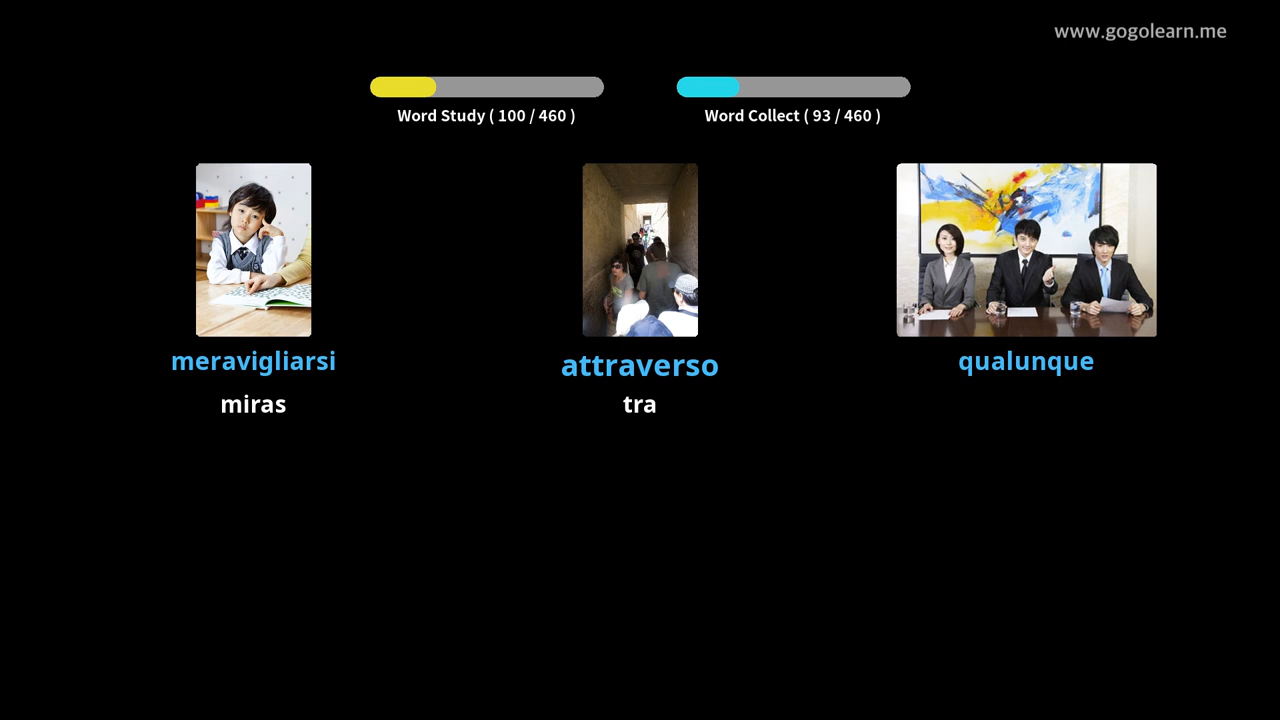 www.gogolearn.me
Word Study ( 100 / 460 )
Word Collect ( 93 / 460 )
meravigliarsi
attraverso
qualunque
miras
tra